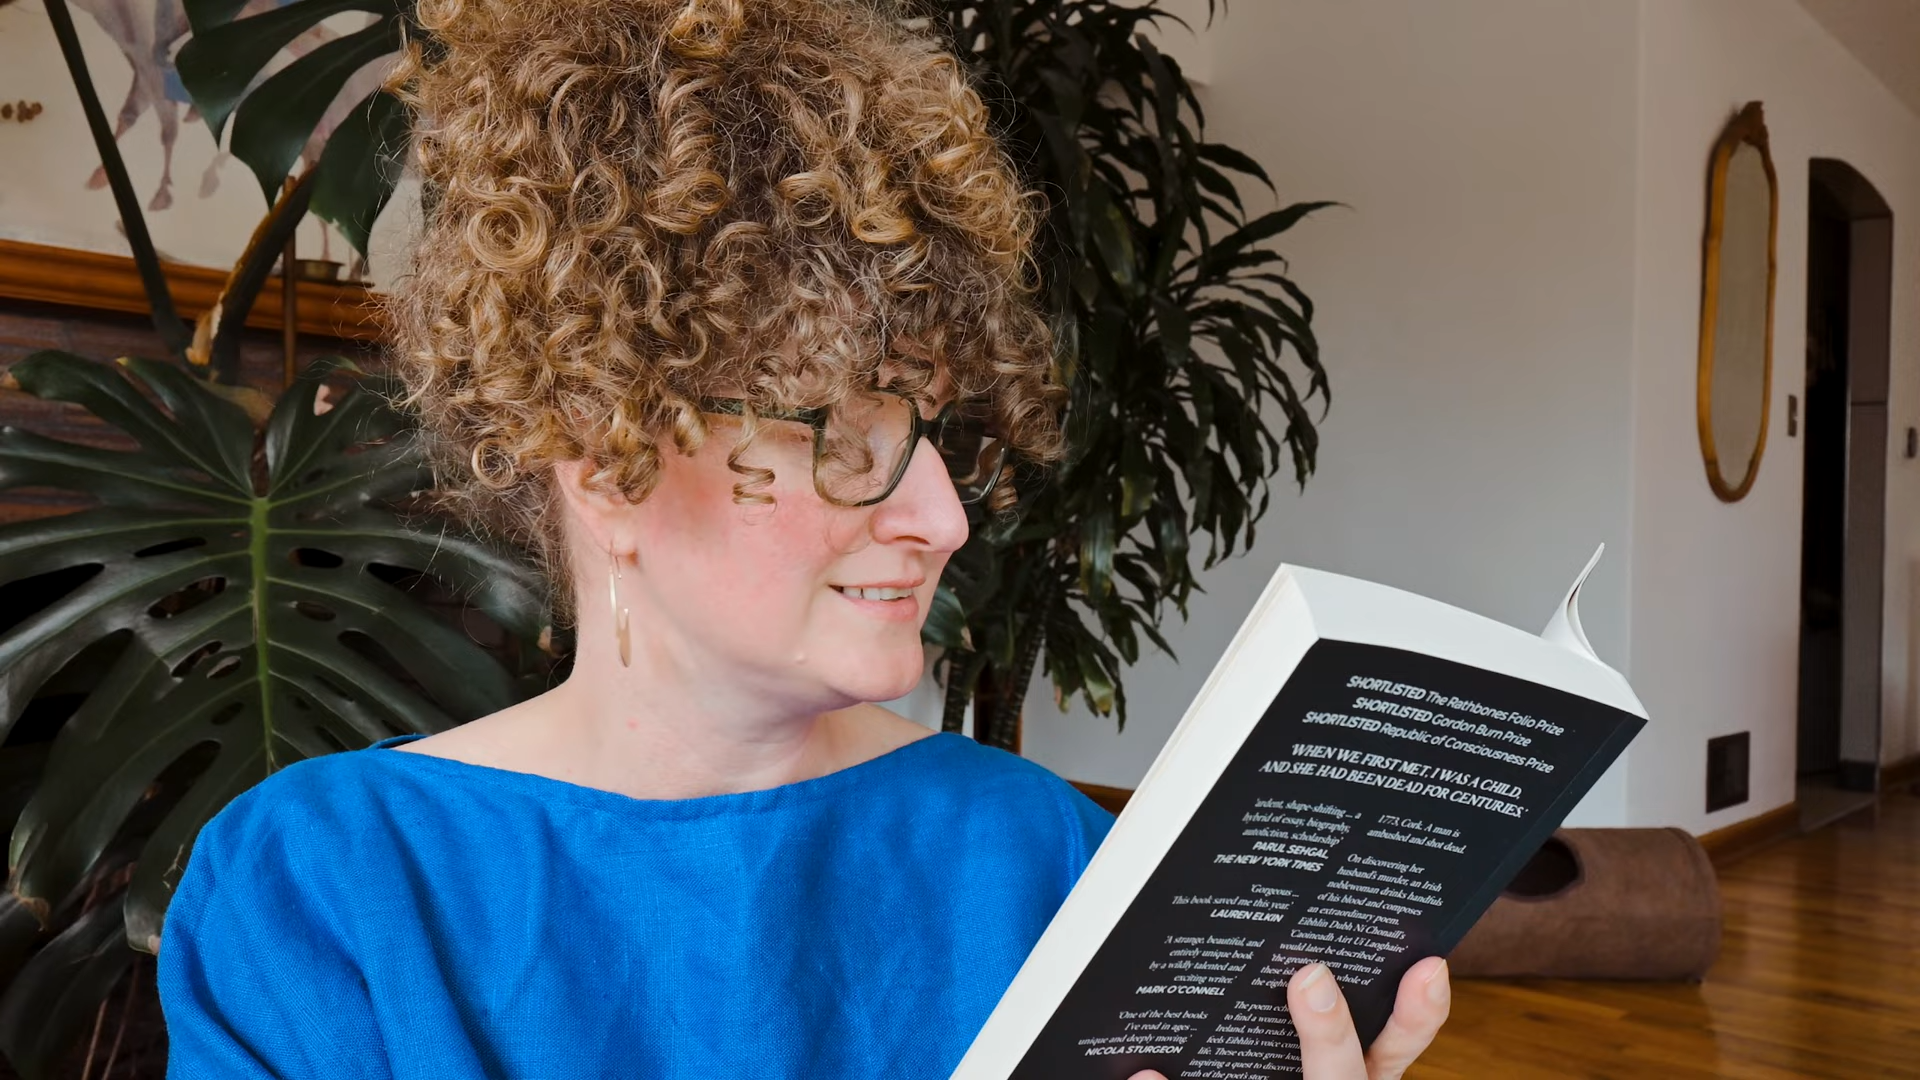 SHORTLISTED The Rathbones Folio Prize
SHORTLISTED Gordon Burn Prize
SHORTLISTED Republic of Consciousness Prize
'WHEN WE FIRST MET, I WAS A CHILD,
AND SHE HAD BEEN DEAD FOR CENTURIES.'
'ardent, shape-shifting ... a
hybrid of essay, biography,
autofiction, scholarship'
PARUL SEHGAL,
THE NEW YORK TIMES
'Gorgeous ...
This book saved me this year.'
LAUREN ELKIN
'A strange, beautiful, and
entirely unique book
by a wildly talented and
exciting writer.'
MARK O'CONNELL
'One of the best books
I've read in ages ...
unique and deeply moving.'
NICOLA STURGEON
1773, Cork. A man is
ambushed and shot dead.
On discovering her
husband's murder, an Irish
noblewoman drinks handfuls
of his blood and composes
an extraordinary poem.
Eibhlín Dubh Ní Chonaill's
'Caoineadh Airt Uí Laoghaire'
would later be described as
'the greatest poem written in
these whole of
the
The poem
to find a woman
Ireland, who reads it
feels Eibhlín's voice
life. These echoes grow
inspiring a quest to discover
truth of the poet's story.